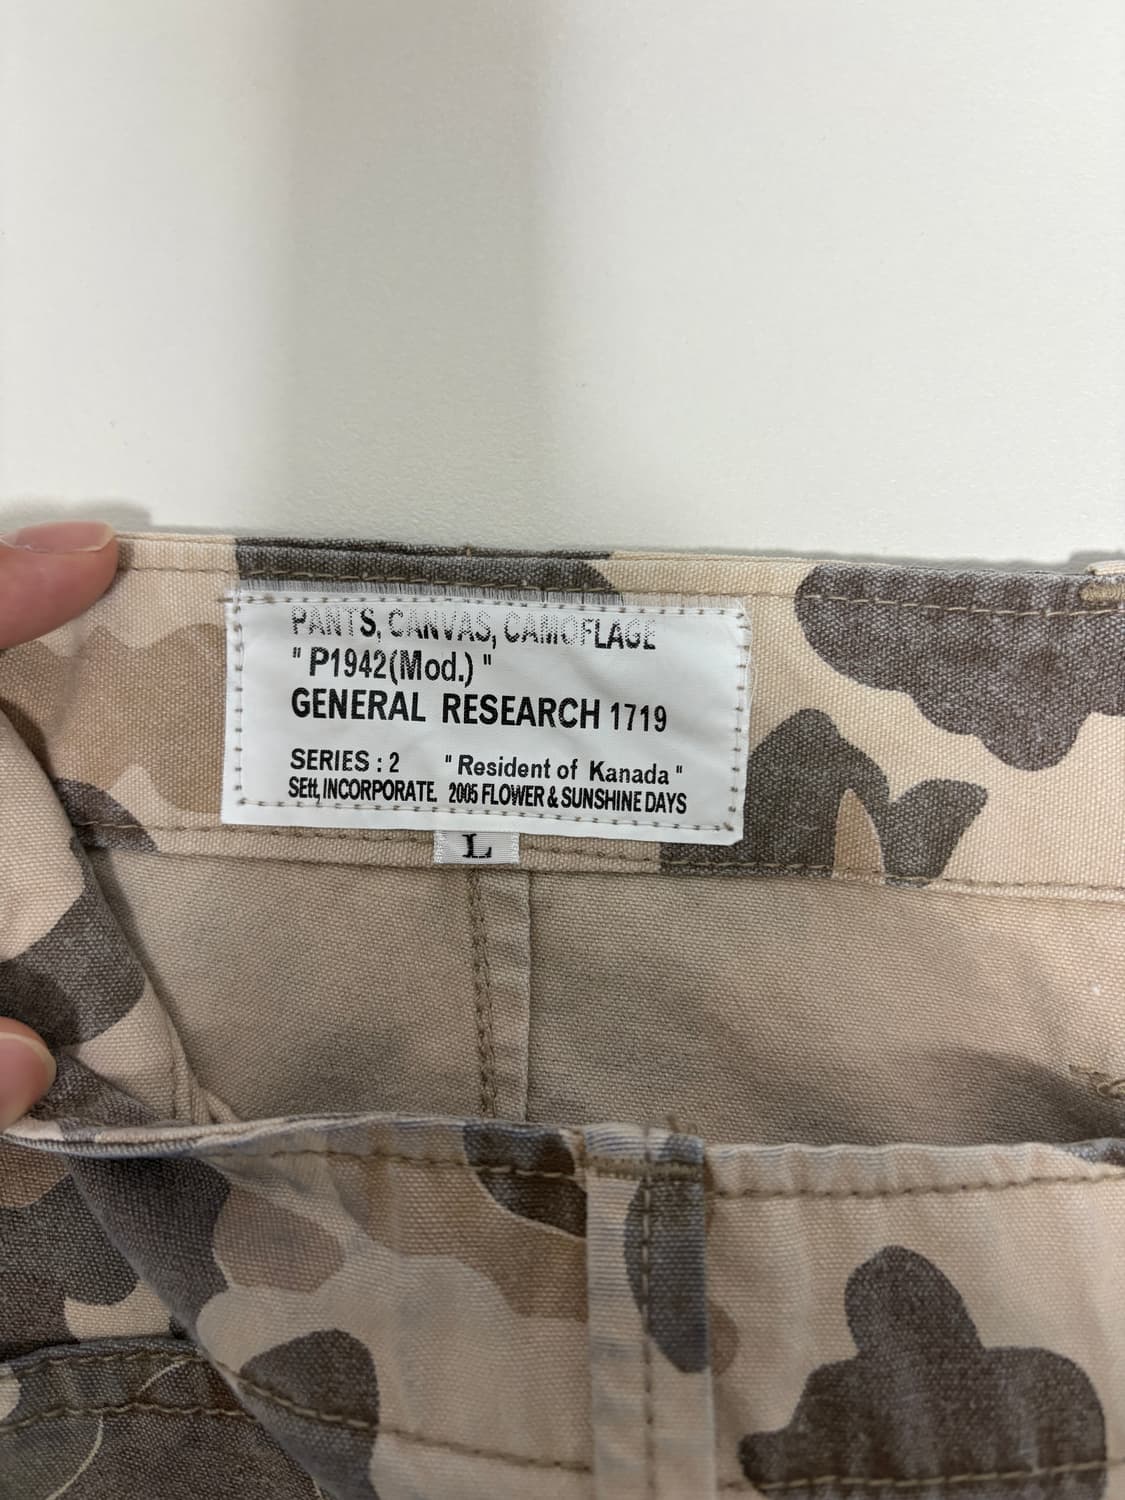 PANTS, CANVAS, CAMOFLAGE
" P1942(Mod.) "
GENERAL RESEARCH 1719
SERIES : 2 " Resident of Kanada "
SEtt, INCORPORATE. 2005 FLOWER & SUNSHINE DAYS
L